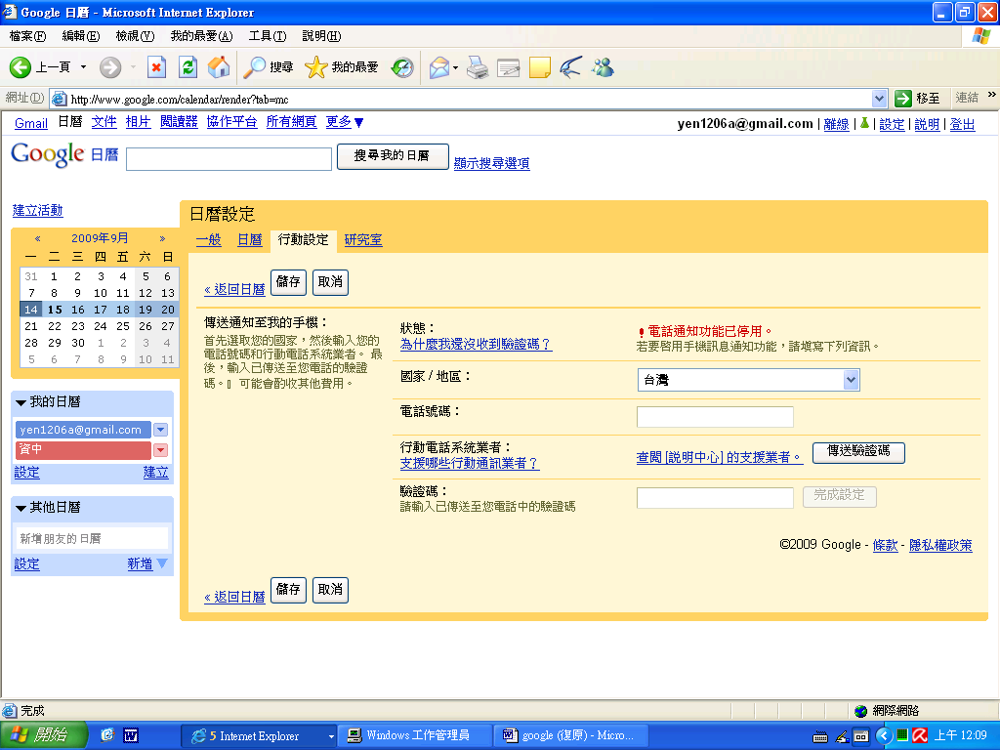 Google 日曆 - Microsoft Internet Explorer
檔案(F) 編輯(E) 檢視(V) 我的最愛(A) 工具(T) 說明(H)
上一頁 搜尋 我的最愛
網址(D) http://www.google.com/calendar/render?tab=mc 移至 連結 »
Gmail 日曆 文件 相片 閱讀器 協作平台 所有網頁 更多▼ yen1206a@gmail.com | 離線 | | 設定 | 說明 | 登出
Google 日曆 搜尋我的日曆 顯示搜尋選項
建立活動
« 2009年9月 »
一 二 三 四 五 六 日
31 1 2 3 4 5 6
7 8 9 10 11 12 13
14 15 16 17 18 19 20
21 22 23 24 25 26 27
28 29 30 1 2 3 4
5 6 7 8 9 10 11
▼ 我的日曆
yen1206a@gmail.com
資中
設定 建立
▼ 其他日曆
新增朋友的日曆
設定 新增 ▼
日曆設定
一般 日曆 行動設定 研究室
« 返回日曆 儲存 取消
傳送通知至我的手機：
首先選取您的國家，然後輸入您的
電話號碼和行動電話系統業者。 最
後，輸入已傳送至您電話的驗證
碼。▯ 可能會酌收其他費用。
狀態：
為什麼我還沒收到驗證碼？
! 電話通知功能已停用。
若要啓用手機訊息通知功能，請填寫下列資訊。
國家 / 地區： 台灣
電話號碼：
行動電話系統業者：
支援哪些行動通訊業者？
查閱 [說明中心] 的支援業者。 傳送驗證碼
驗證碼：
請輸入已傳送至您電話中的驗證碼
完成設定
©2009 Google - 條款 - 隱私權政策
« 返回日曆 儲存 取消
完成 網際網路
開始 5 Internet Explorer Windows 工作管理員 google (復原) - Micro... 上午 12:09